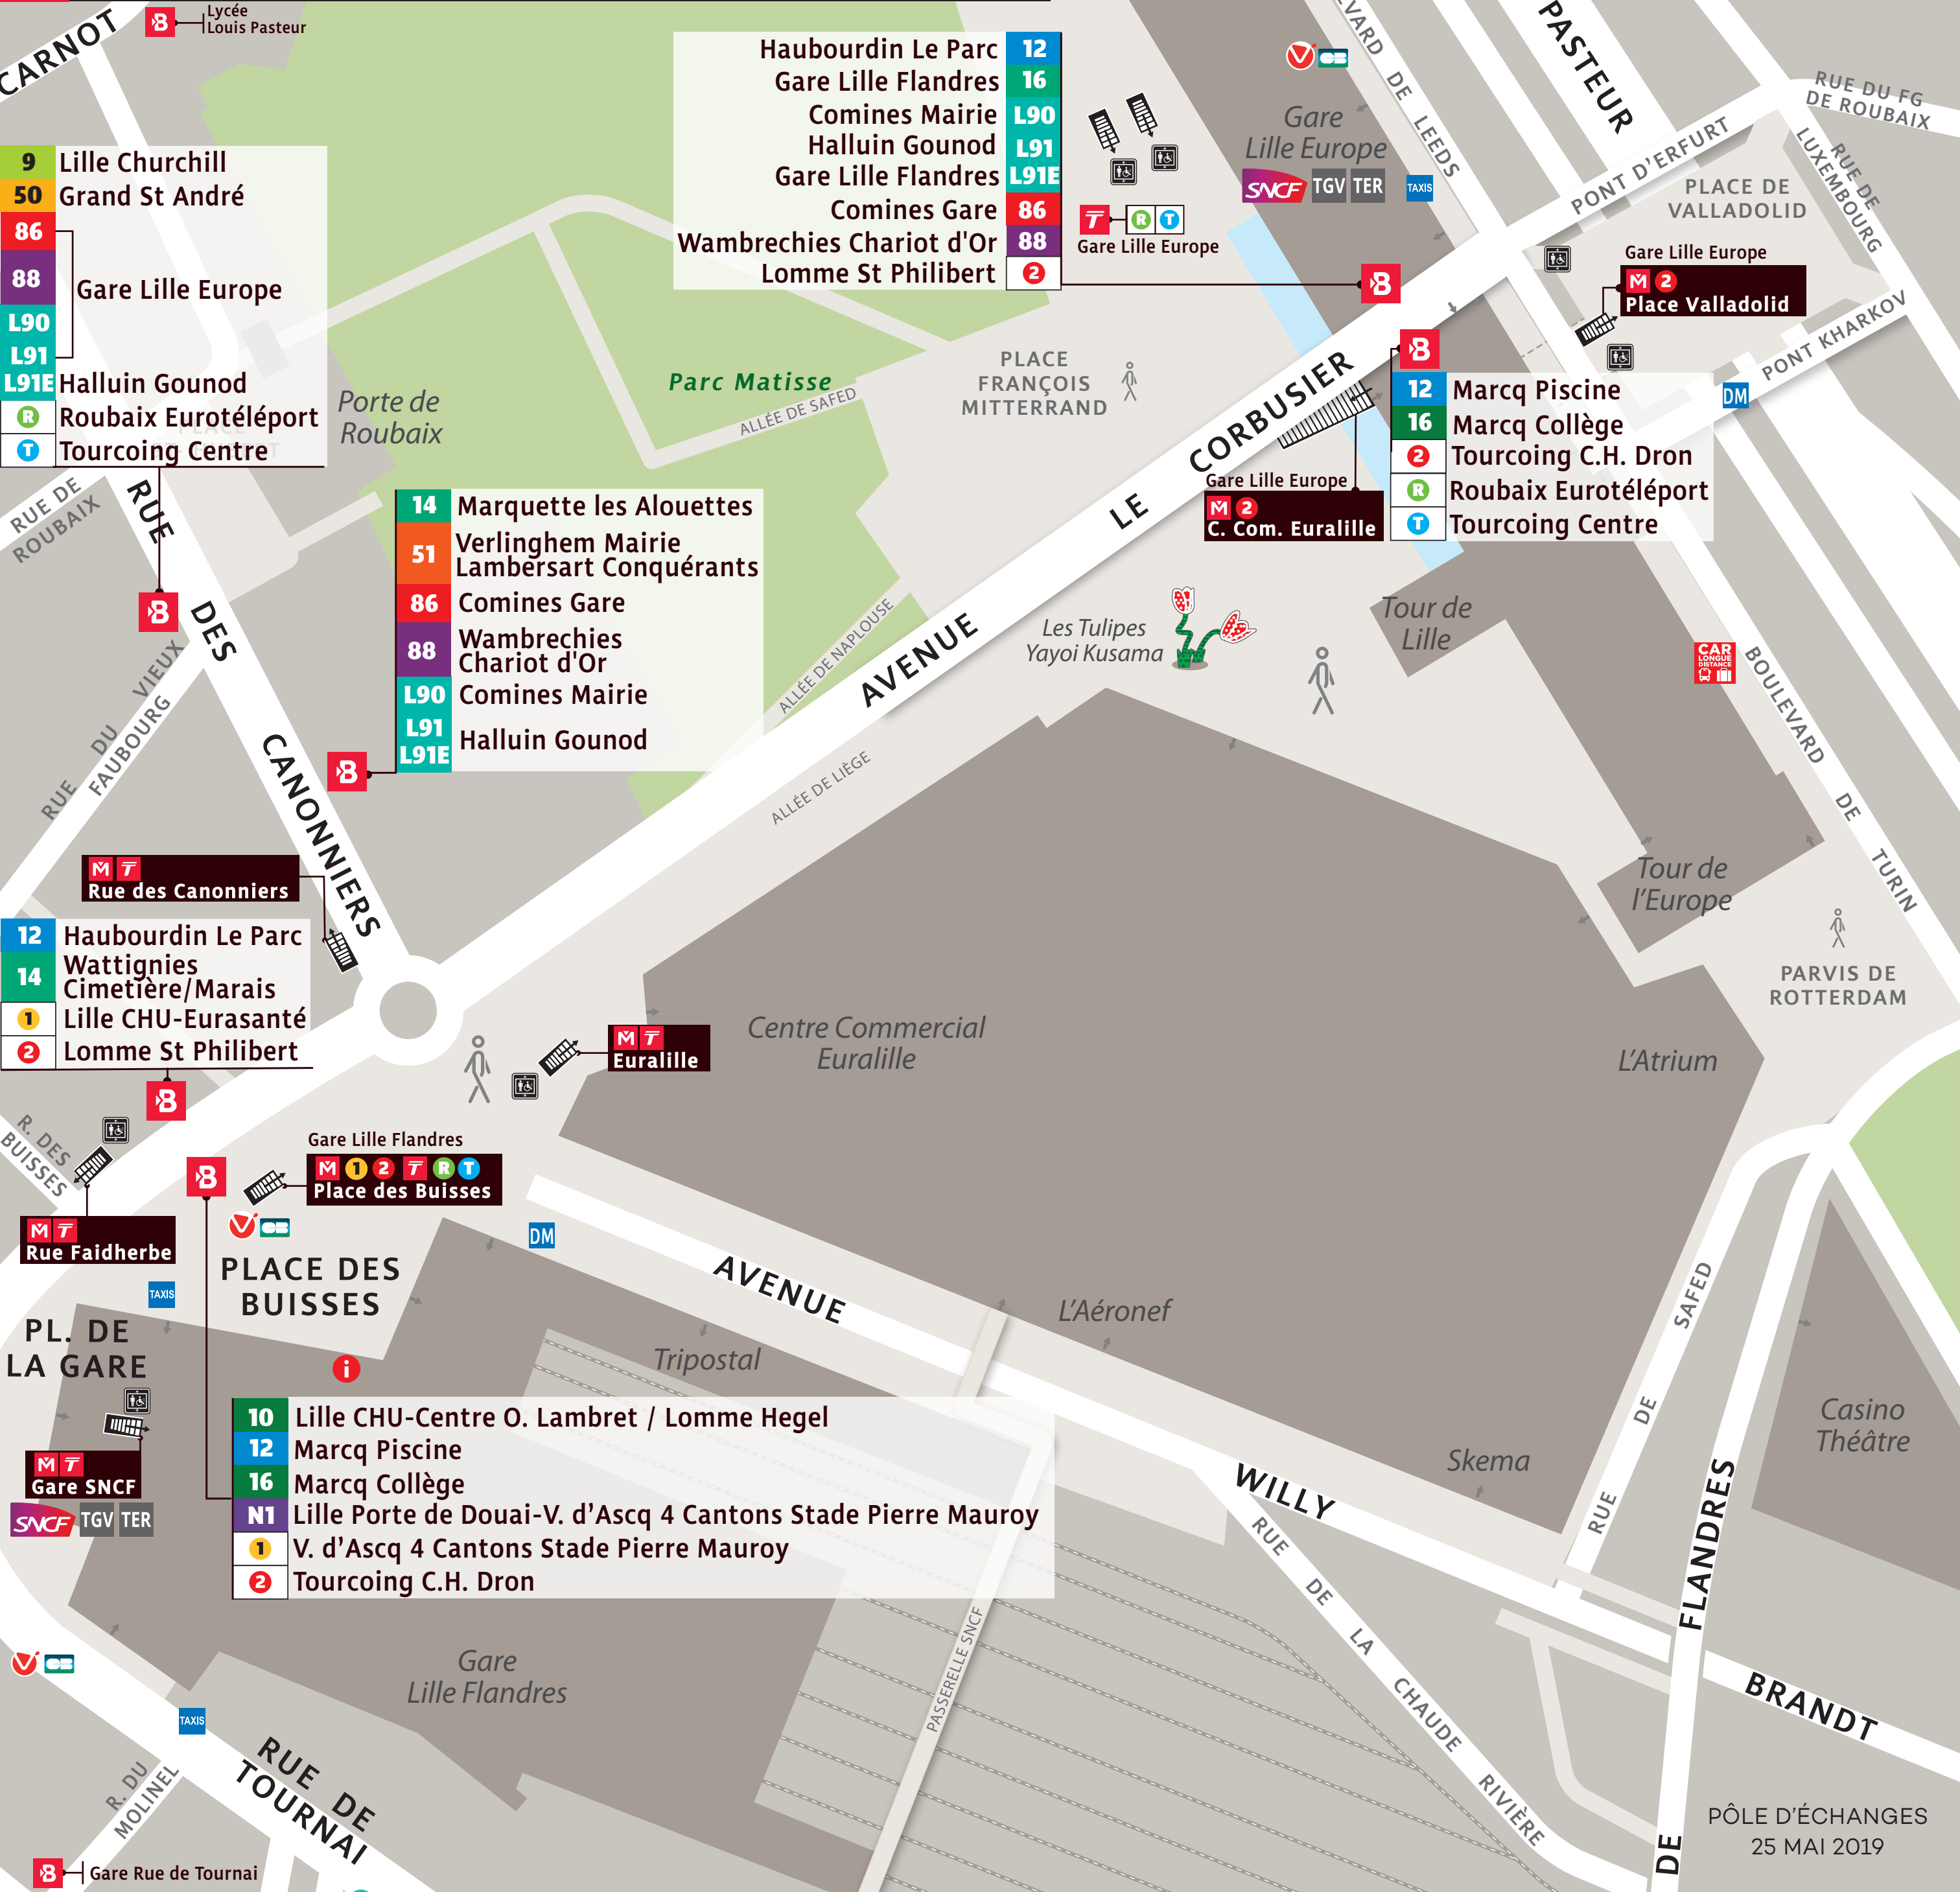 CARNOT
B
Lycée
Louis Pasteur
9 Lille Churchill
50 Grand St André
86
88
Gare Lille Europe
L90
L91
L91E Halluin Gounod
R Roubaix Eurotéléport
T Tourcoing Centre
Porte de
Roubaix
RUE DE
ROUBAIX
B
Haubourdin Le Parc 12
Gare Lille Flandres 16
Comines Mairie L90
Halluin Gounod L91
Gare Lille Flandres L91E
Comines Gare 86
Wambrechies Chariot d'Or 88
Lomme St Philibert 2
B
T R T
Gare Lille Europe
Gare
Lille Europe
SNCF TGV TER
TAXIS
BOULEVARD DE LEEDS
PASTEUR
RUE DU FG
DE ROUBAIX
PONT D'ERFURT
RUE DE
LUXEMBOURG
PLACE DE
VALLADOLID
Gare Lille Europe
M 2
Place Valladolid
PONT KHARKOV
DM
Parc Matisse
ALLÉE DE SAFED
PLACE
FRANÇOIS
MITTERRAND
AVENUE LE CORBUSIER
B
12 Marcq Piscine
16 Marcq Collège
2 Tourcoing C.H. Dron
R Roubaix Eurotéléport
T Tourcoing Centre
Gare Lille Europe
M 2
C. Com. Euralille
14 Marquette les Alouettes
51 Verlinghem Mairie
Lambersart Conquérants
86 Comines Gare
88 Wambrechies
Chariot d'Or
L90 Comines Mairie
L91
L91E
Halluin Gounod
B
RUE DES CANONNIERS
RUE DU VIEUX
FAUBOURG
ALLÉE DE NAPLOUSE
ALLÉE DE LIÈGE
Les Tulipes
Yayoi Kusama
Tour de
Lille
CAR
LONGUE
DISTANCE
BOULEVARD DE TURIN
M T
Rue des Canonniers
12 Haubourdin Le Parc
14 Wattignies
Cimetière/Marais
1 Lille CHU-Eurasanté
2 Lomme St Philibert
B
Tour de
l'Europe
PARVIS DE
ROTTERDAM
L'Atrium
Centre Commercial
Euralille
M T
Euralille
R. DES
BUISSES
M T
Rue Faidherbe
B
Gare Lille Flandres
M 1 2 T R T
Place des Buisses
DM
TAXIS
PLACE DES
BUISSES
PL. DE
LA GARE
i
AVENUE WILLY BRANDT
Tripostal
L'Aéronef
Skema
Casino
Théâtre
RUE DE SAFED
10 Lille CHU-Centre O. Lambret / Lomme Hegel
12 Marcq Piscine
16 Marcq Collège
N1 Lille Porte de Douai-V. d'Ascq 4 Cantons Stade Pierre Mauroy
1 V. d'Ascq 4 Cantons Stade Pierre Mauroy
2 Tourcoing C.H. Dron
M T
Gare SNCF
SNCF TGV TER
Gare
Lille Flandres
TAXIS
PASSERELLE SNCF
RUE DE LA CHAUDE RIVIÈRE
DE FLANDRES
RUE DE
TOURNAI
R. DU
MOLINEL
B
Gare Rue de Tournai
PÔLE D'ÉCHANGES
25 MAI 2019